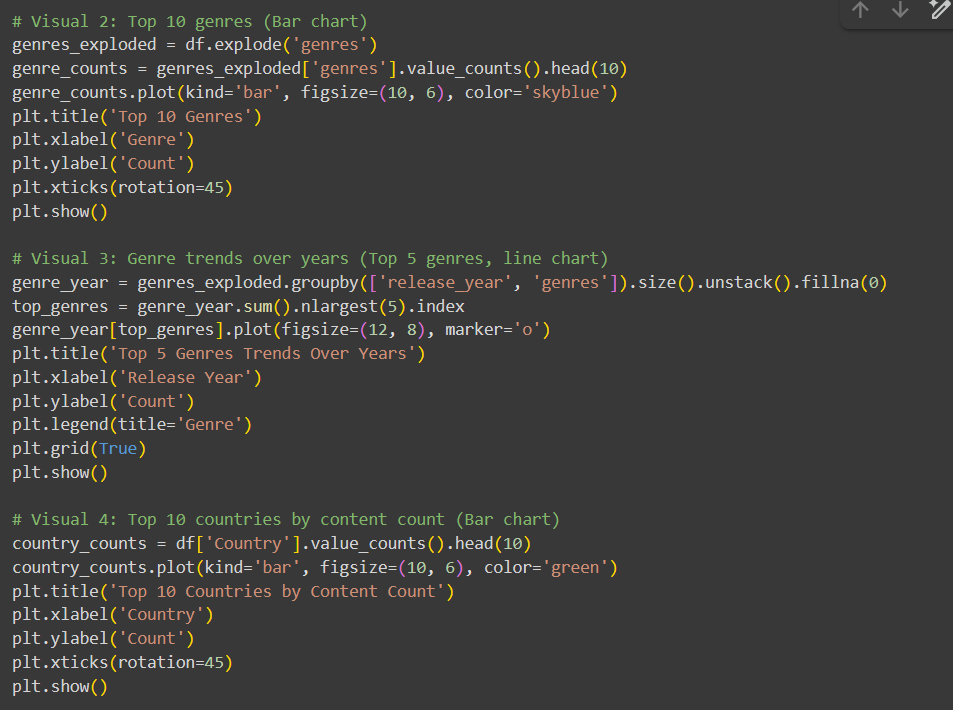 # Visual 2: Top 10 genres (Bar chart)
genres_exploded = df.explode('genres')
genre_counts = genres_exploded['genres'].value_counts().head(10)
genre_counts.plot(kind='bar', figsize=(10, 6), color='skyblue')
plt.title('Top 10 Genres')
plt.xlabel('Genre')
plt.ylabel('Count')
plt.xticks(rotation=45)
plt.show()

# Visual 3: Genre trends over years (Top 5 genres, line chart)
genre_year = genres_exploded.groupby(['release_year', 'genres']).size().unstack().fillna(0)
top_genres = genre_year.sum().nlargest(5).index
genre_year[top_genres].plot(figsize=(12, 8), marker='o')
plt.title('Top 5 Genres Trends Over Years')
plt.xlabel('Release Year')
plt.ylabel('Count')
plt.legend(title='Genre')
plt.grid(True)
plt.show()

# Visual 4: Top 10 countries by content count (Bar chart)
country_counts = df['Country'].value_counts().head(10)
country_counts.plot(kind='bar', figsize=(10, 6), color='green')
plt.title('Top 10 Countries by Content Count')
plt.xlabel('Country')
plt.ylabel('Count')
plt.xticks(rotation=45)
plt.show()